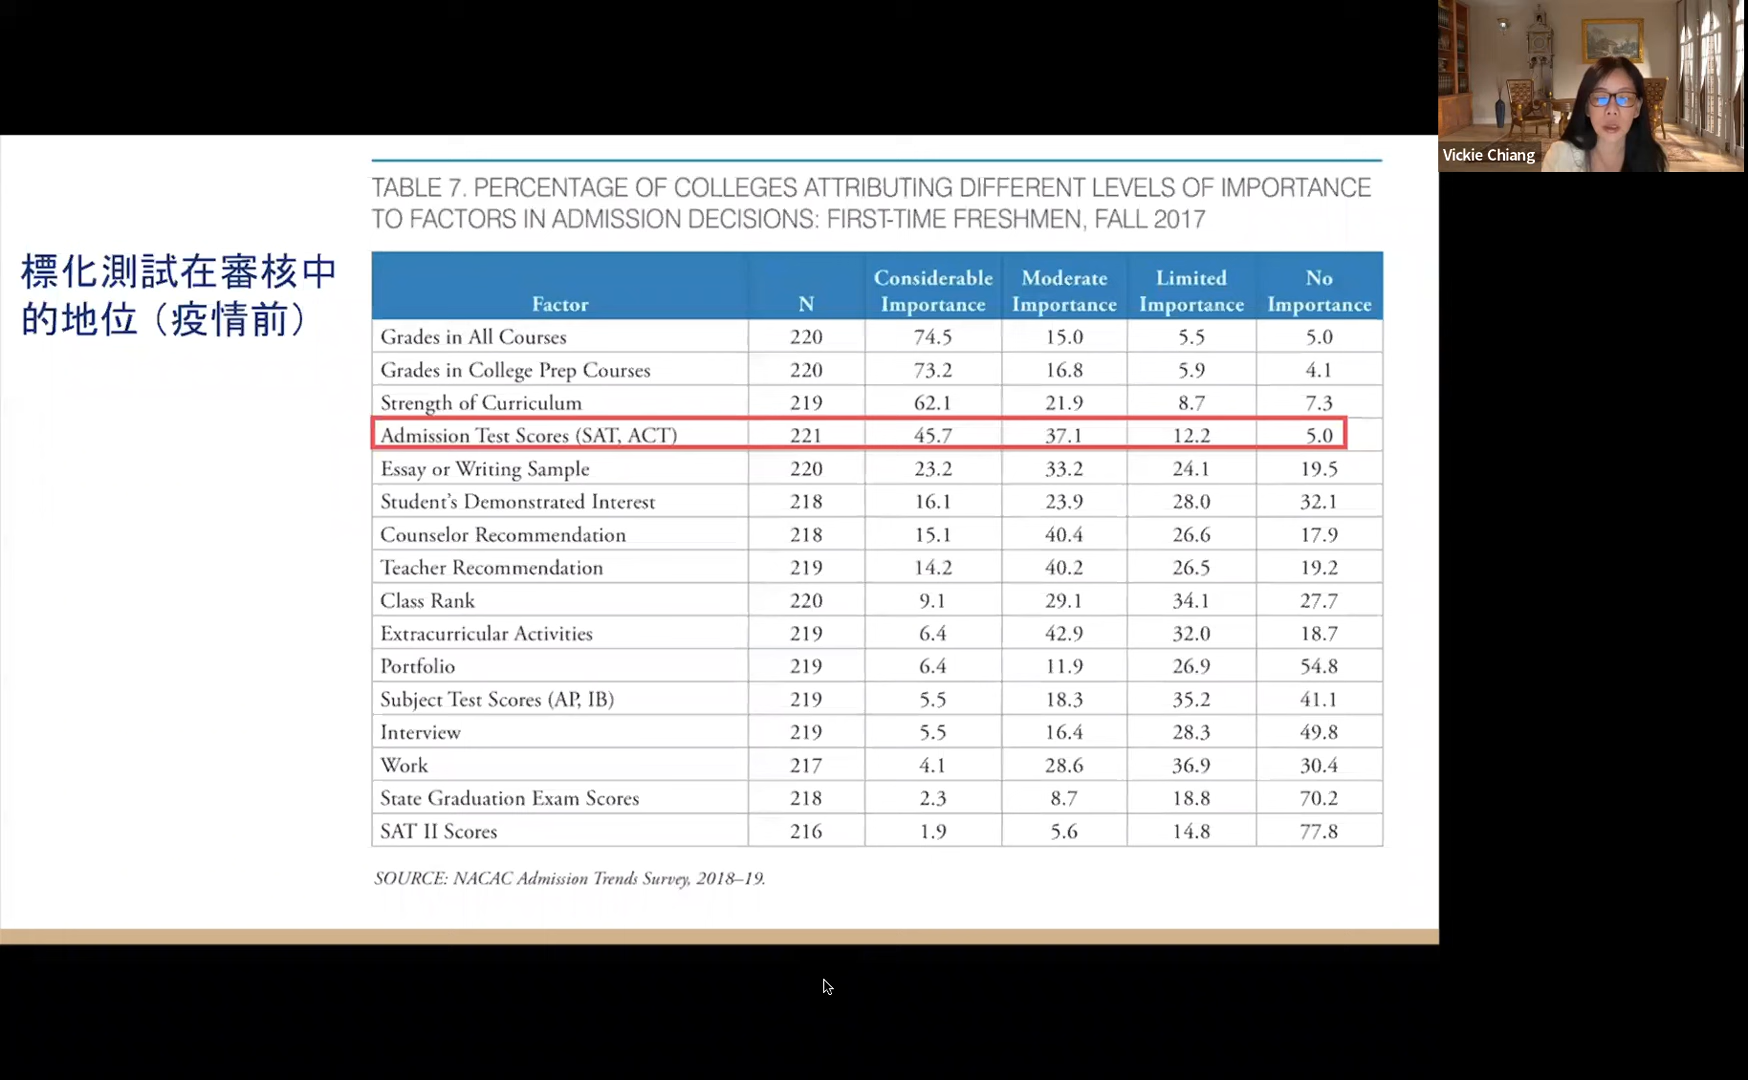 Vickie Chiang
TABLE 7. PERCENTAGE OF COLLEGES ATTRIBUTING DIFFERENT LEVELS OF IMPORTANCE
TO FACTORS IN ADMISSION DECISIONS: FIRST-TIME FRESHMEN, FALL 2017
標化測試在審核中
的地位（疫情前）
Factor N Considerable Importance Moderate Importance Limited Importance No Importance
Grades in All Courses 220 74.5 15.0 5.5 5.0
Grades in College Prep Courses 220 73.2 16.8 5.9 4.1
Strength of Curriculum 219 62.1 21.9 8.7 7.3
Admission Test Scores (SAT, ACT) 221 45.7 37.1 12.2 5.0
Essay or Writing Sample 220 23.2 33.2 24.1 19.5
Student’s Demonstrated Interest 218 16.1 23.9 28.0 32.1
Counselor Recommendation 218 15.1 40.4 26.6 17.9
Teacher Recommendation 219 14.2 40.2 26.5 19.2
Class Rank 220 9.1 29.1 34.1 27.7
Extracurricular Activities 219 6.4 42.9 32.0 18.7
Portfolio 219 6.4 11.9 26.9 54.8
Subject Test Scores (AP, IB) 219 5.5 18.3 35.2 41.1
Interview 219 5.5 16.4 28.3 49.8
Work 217 4.1 28.6 36.9 30.4
State Graduation Exam Scores 218 2.3 8.7 18.8 70.2
SAT II Scores 216 1.9 5.6 14.8 77.8
SOURCE: NACAC Admission Trends Survey, 2018–19.